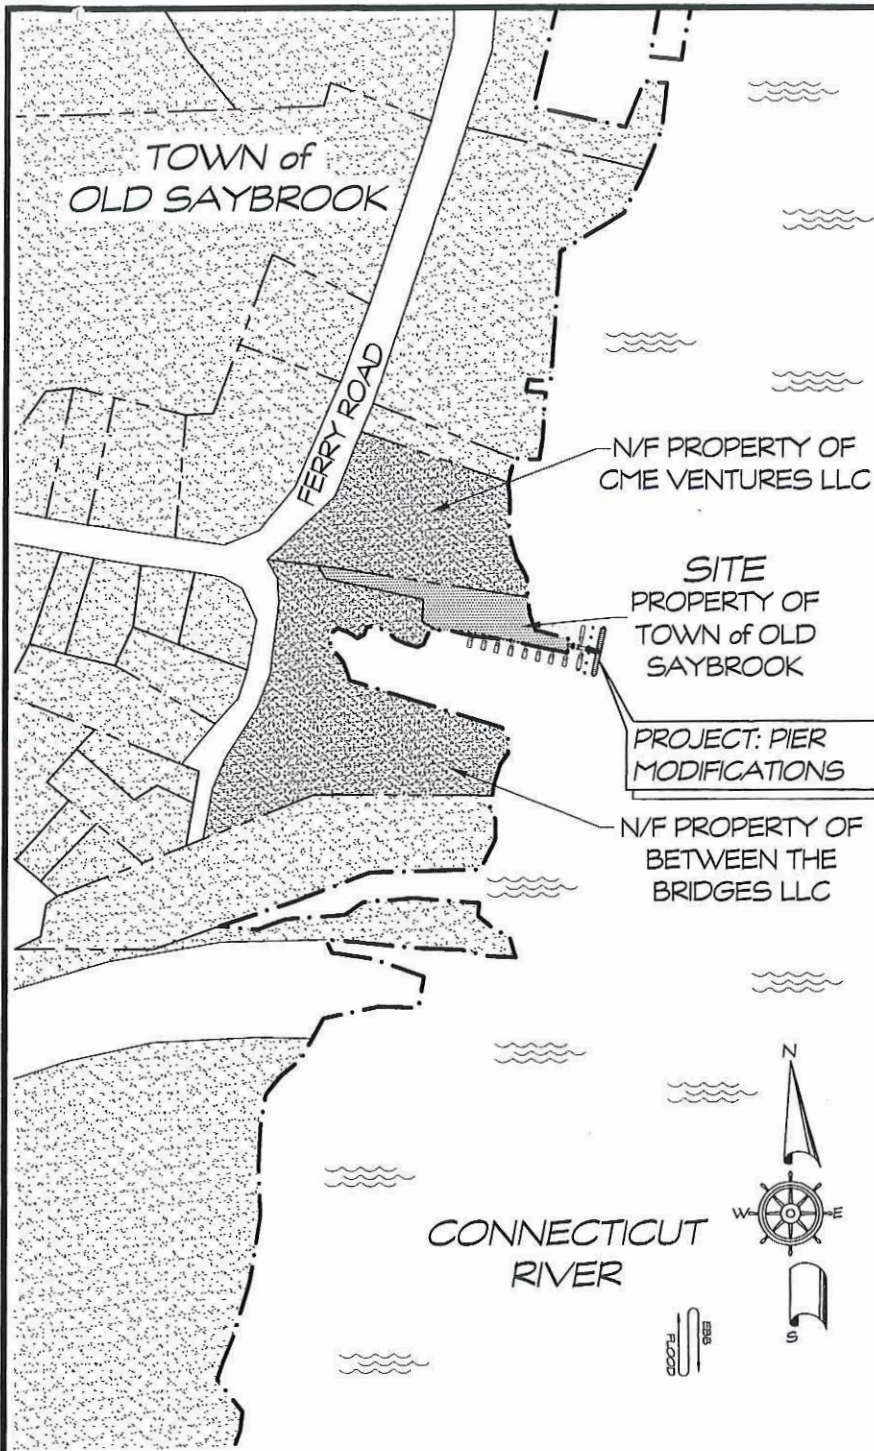 TOWN of
OLD SAYBROOK
FERRY ROAD
N/F PROPERTY OF
CME VENTURES LLC
SITE
PROPERTY OF
TOWN of OLD
SAYBROOK
PROJECT: PIER
MODIFICATIONS
N/F PROPERTY OF
BETWEEN THE
BRIDGES LLC
N
W
E
S
CONNECTICUT
RIVER
EBB
FLOOD